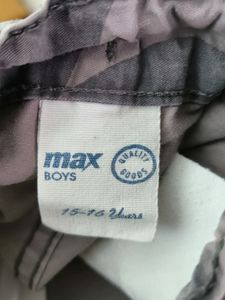 max
BOYS
QUALITY
GOODS
15-16 Years